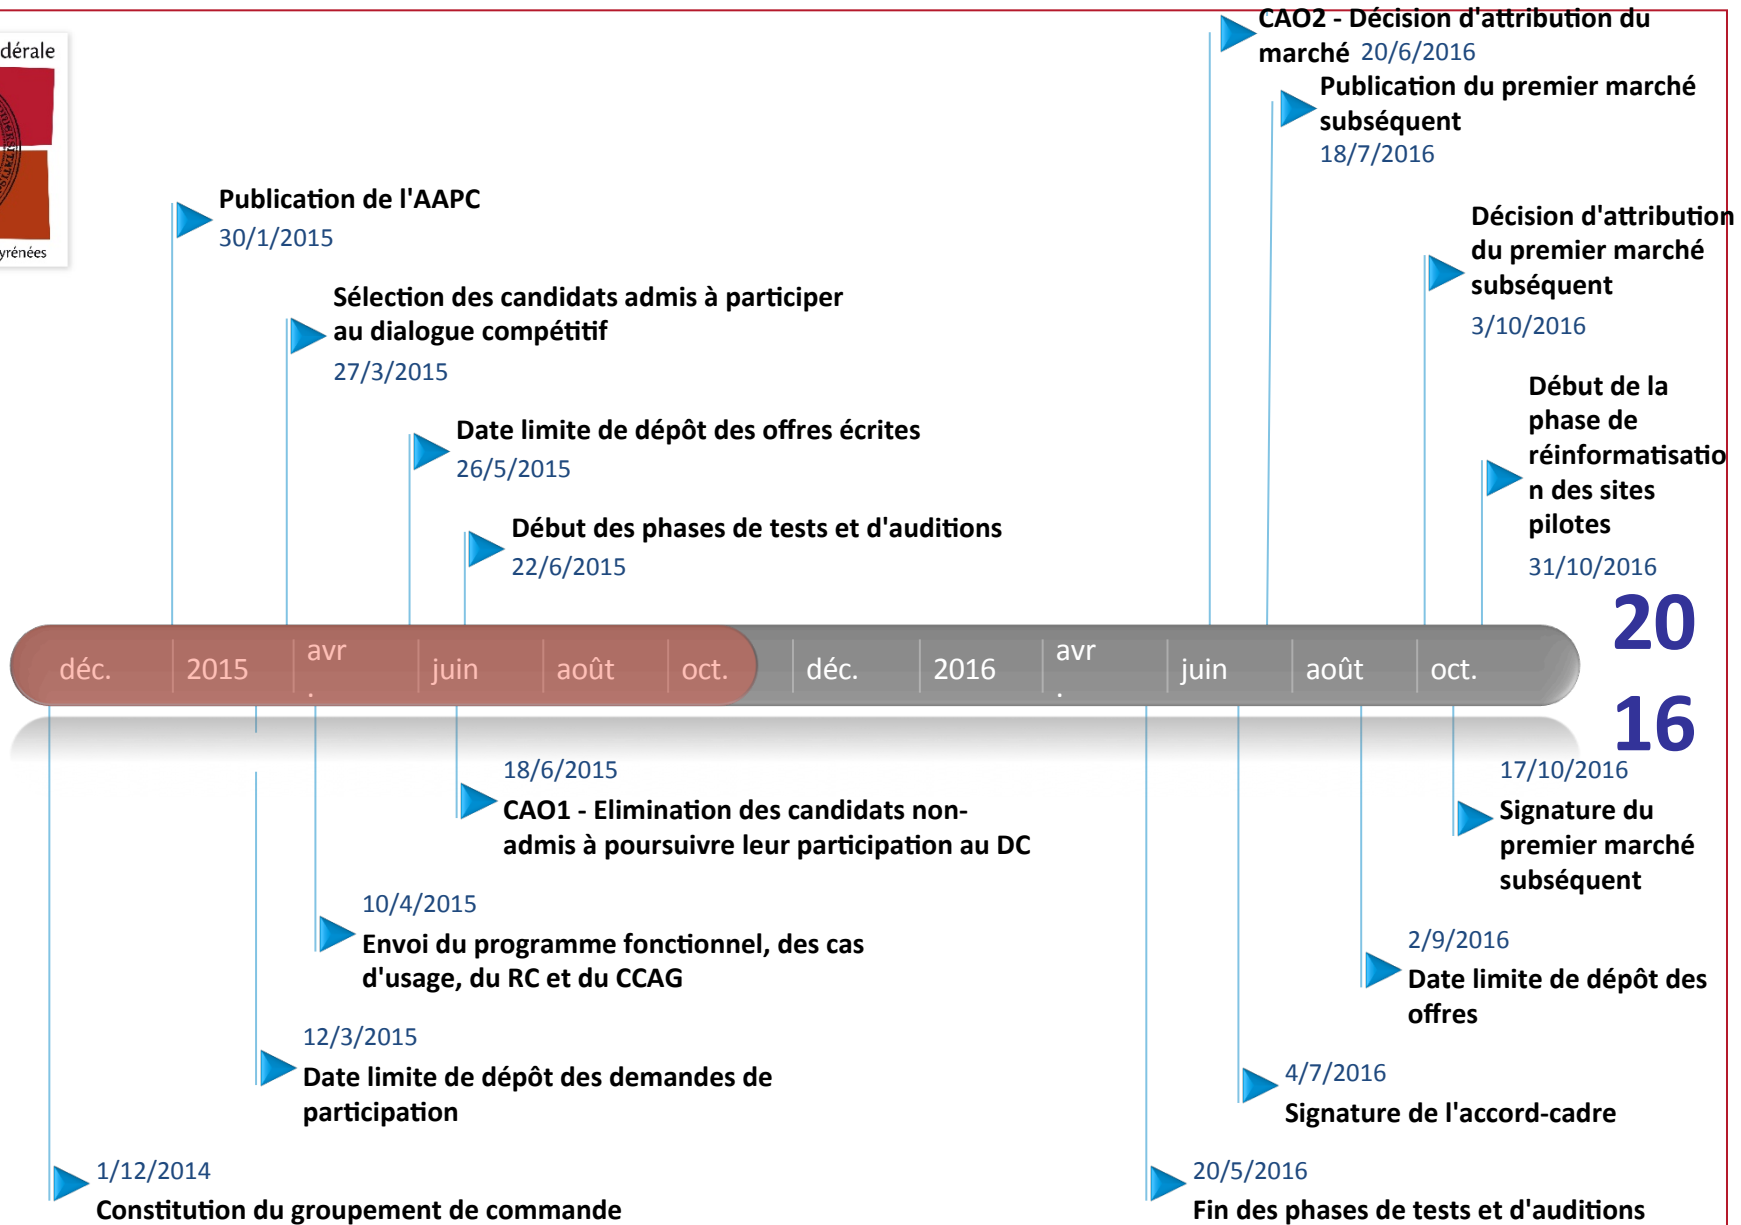 dérale
yrénées
CAO2 - Décision d'attribution du
marché 20/6/2016
Publication du premier marché
subséquent
18/7/2016
Publication de l'AAPC
30/1/2015
Décision d'attribution
du premier marché
subséquent
3/10/2016
Sélection des candidats admis à participer
au dialogue compétitif
27/3/2015
Début de la
phase de
réinformatisatio
n des sites
pilotes
31/10/2016
Date limite de dépôt des offres écrites
26/5/2015
Début des phases de tests et d'auditions
22/6/2015
déc. 2015 avr
. juin août oct. déc. 2016 avr
. juin août oct.
20
16
18/6/2015
CAO1 - Elimination des candidats non-
admis à poursuivre leur participation au DC
17/10/2016
Signature du
premier marché
subséquent
10/4/2015
Envoi du programme fonctionnel, des cas
d'usage, du RC et du CCAG
2/9/2016
Date limite de dépôt des
offres
12/3/2015
Date limite de dépôt des demandes de
participation
4/7/2016
Signature de l'accord-cadre
1/12/2014
Constitution du groupement de commande
20/5/2016
Fin des phases de tests et d'auditions